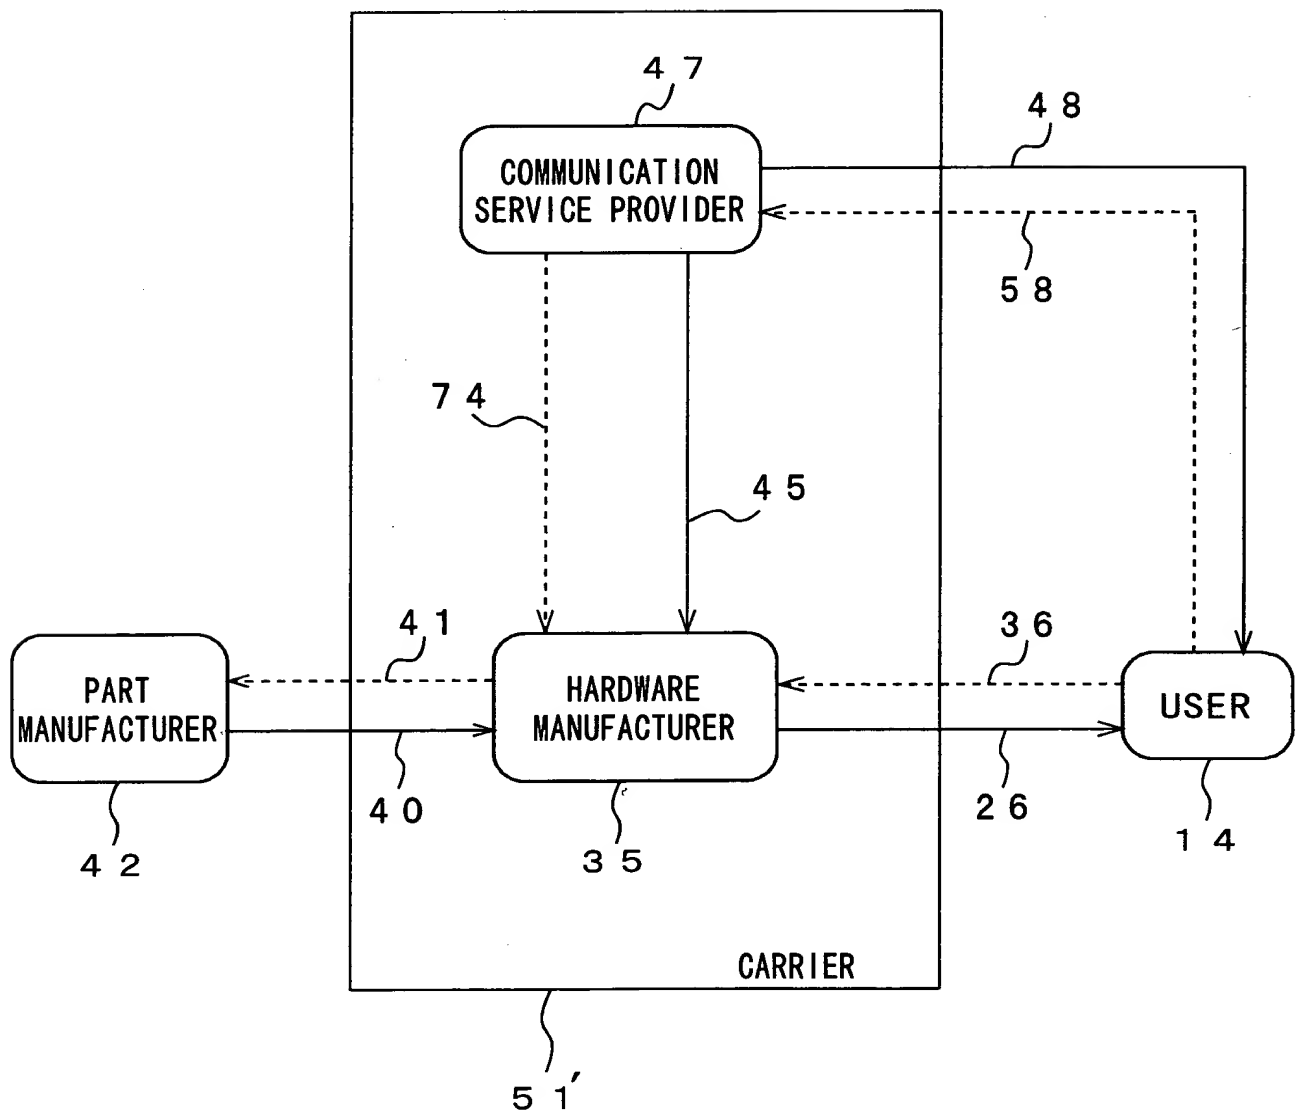 ４７
４８
COMMUNICATION
SERVICE PROVIDER
５８
７４
４５
４１
３６
PART
MANUFACTURER
HARDWARE
MANUFACTURER
USER
４０
２６
１４
４２
３５
CARRIER
５１′